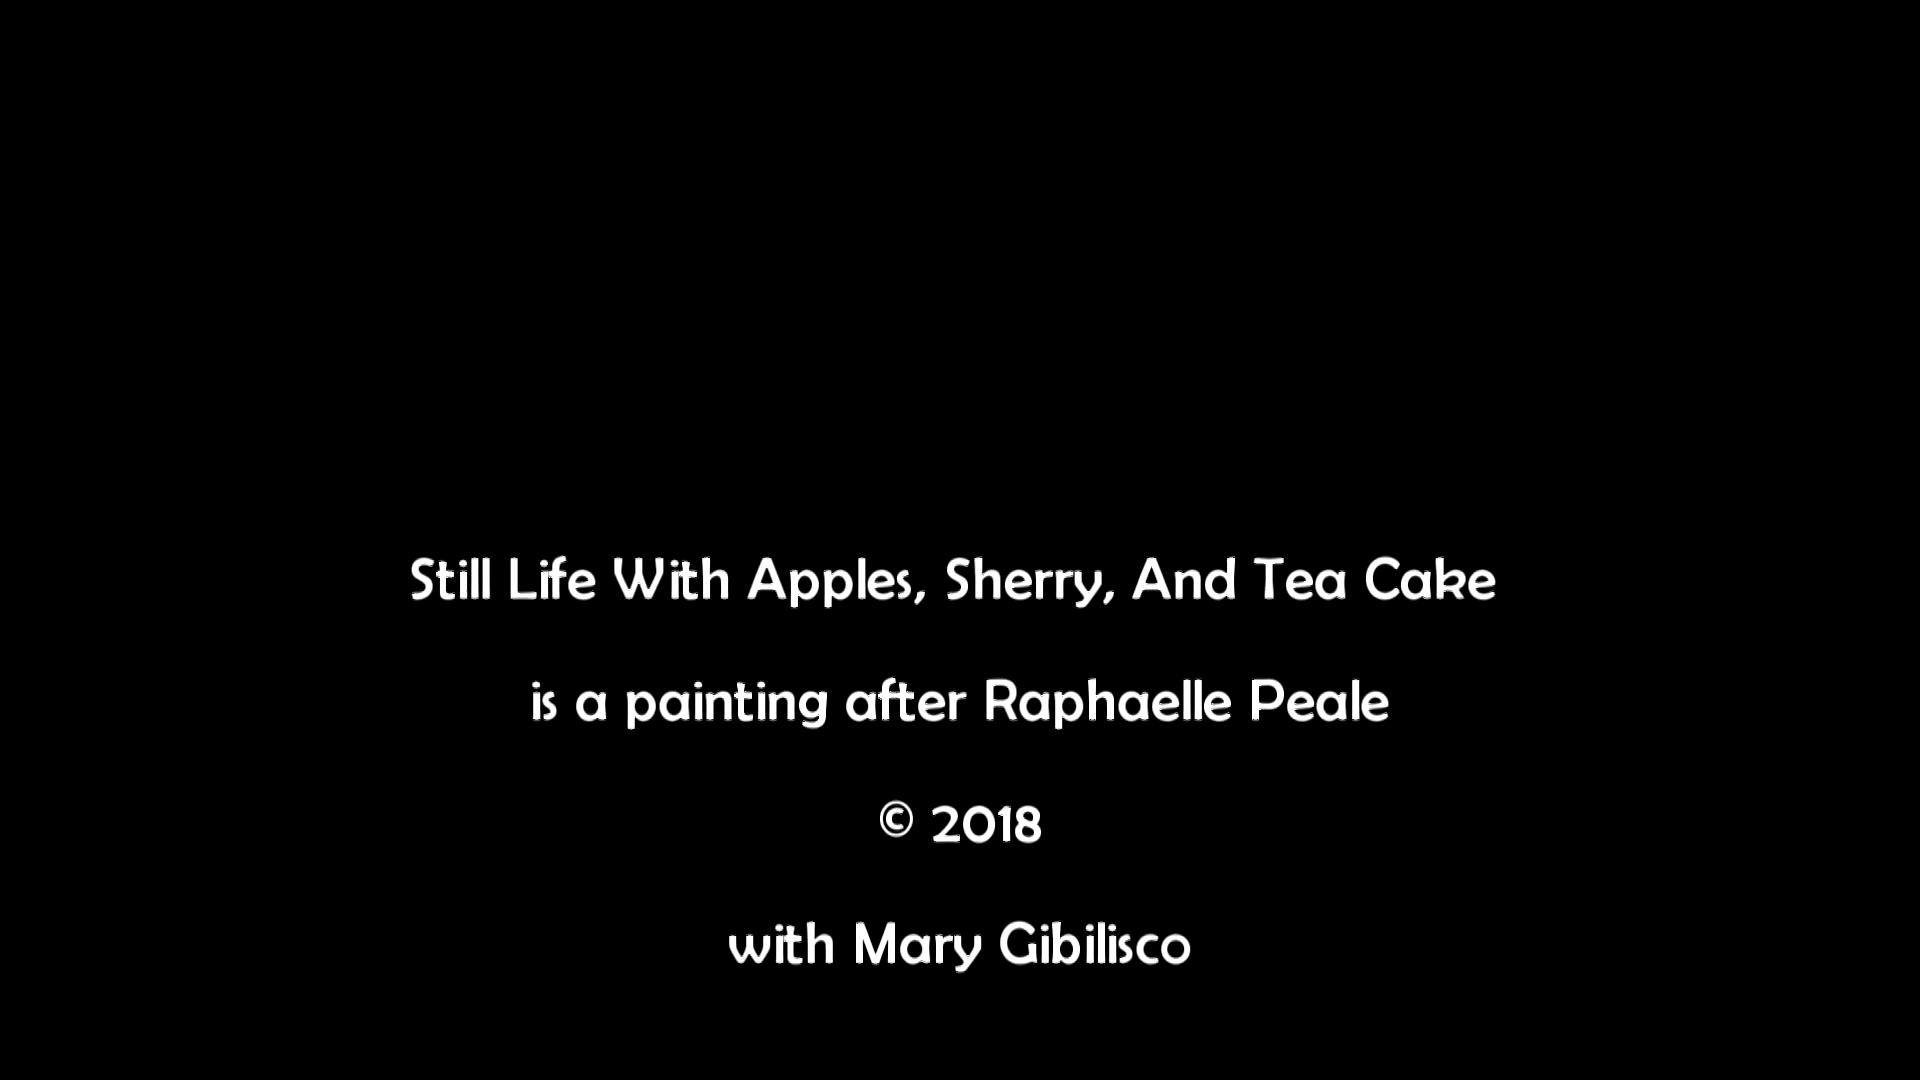 Still Life With Apples, Sherry, And Tea Cake
is a painting after Raphaelle Peale
© 2018
with Mary Gibilisco